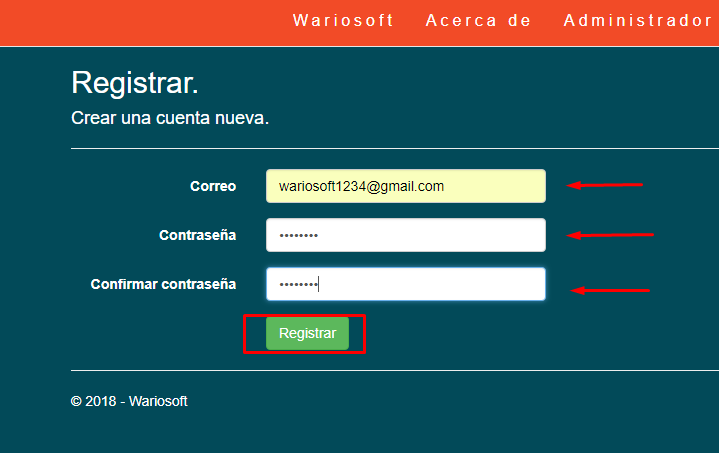 Wariosoft Acerca de Administrador
Registrar.
Crear una cuenta nueva.
Correo wariosoft1234@gmail.com
Contraseña ••••••••
Confirmar contraseña ••••••••
Registrar
© 2018 - Wariosoft